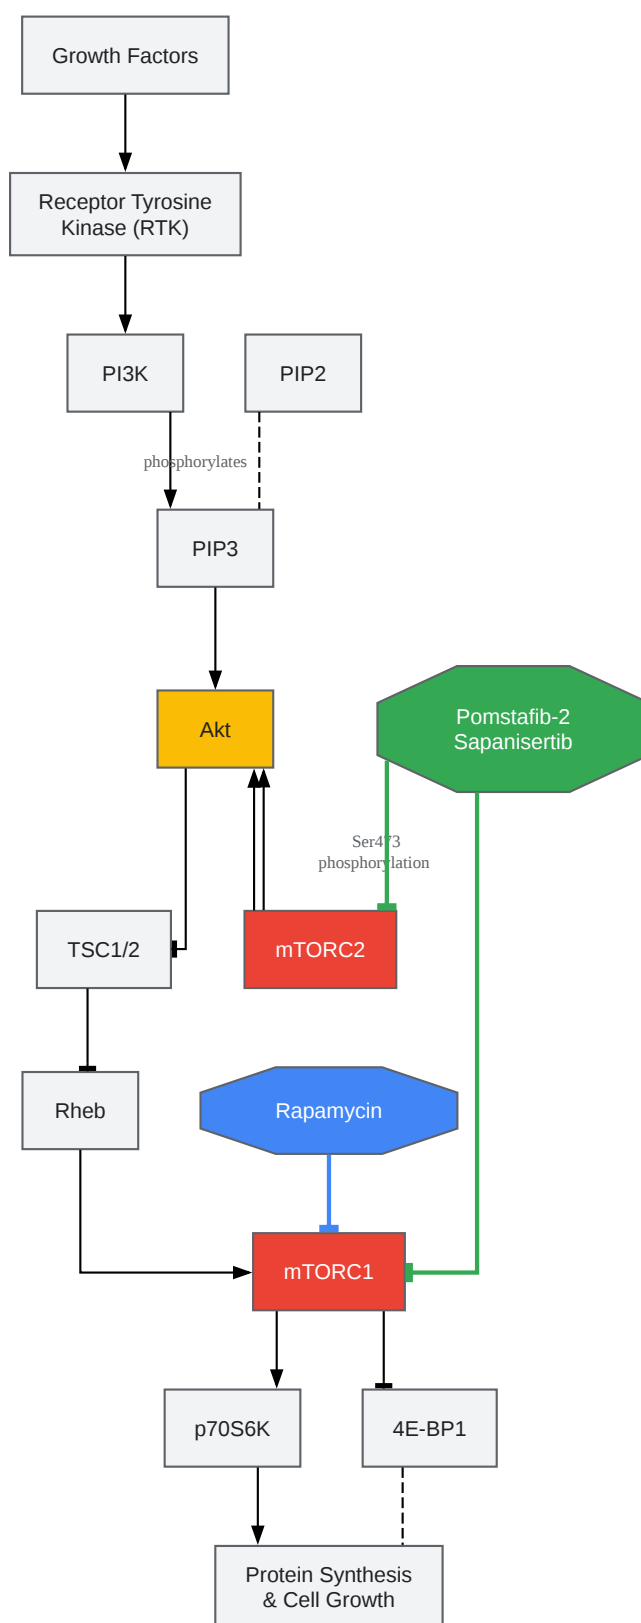 Growth Factors
Receptor Tyrosine
Kinase (RTK)
PI3K
PIP2
phosphorylates
PIP3
Akt
Pomstafib-2
Sapanisertib
Ser473
phosphorylation
TSC1/2
mTORC2
Rheb
Rapamycin
mTORC1
p70S6K
4E-BP1
Protein Synthesis
& Cell Growth